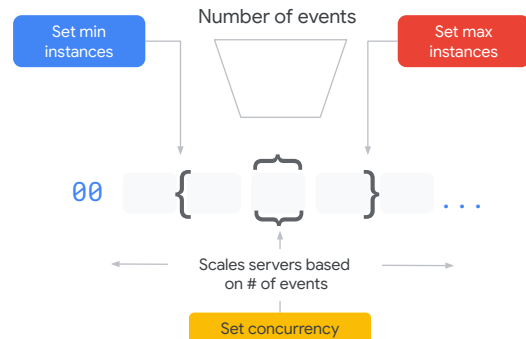 Number of events
Set min
instances
Set max
instances
00
...
Scales servers based
on # of events
Set concurrency